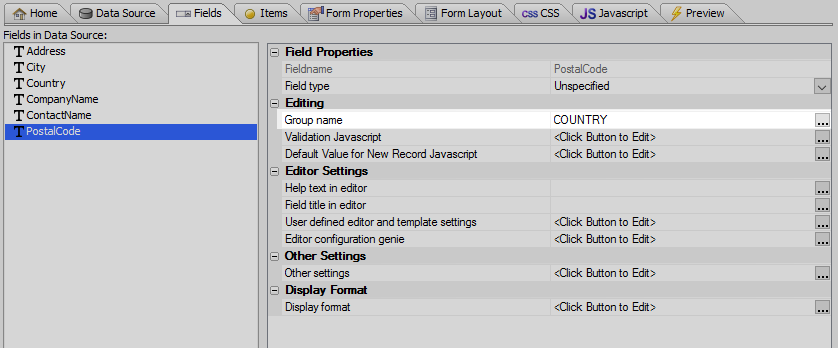 Home Data Source Fields Items Form Properties Form Layout CSS CSS JS Javascript Preview
Fields in Data Source:
T Address
T City
T Country
T CompanyName
T ContactName
T PostalCode
Field Properties
Fieldname PostalCode
Field type Unspecified
Editing
Group name COUNTRY ...
Validation Javascript <Click Button to Edit> ...
Default Value for New Record Javascript <Click Button to Edit> ...
Editor Settings
Help text in editor ...
Field title in editor ...
User defined editor and template settings <Click Button to Edit> ...
Editor configuration genie <Click Button to Edit> ...
Other Settings
Other settings <Click Button to Edit> ...
Display Format
Display format <Click Button to Edit> ...